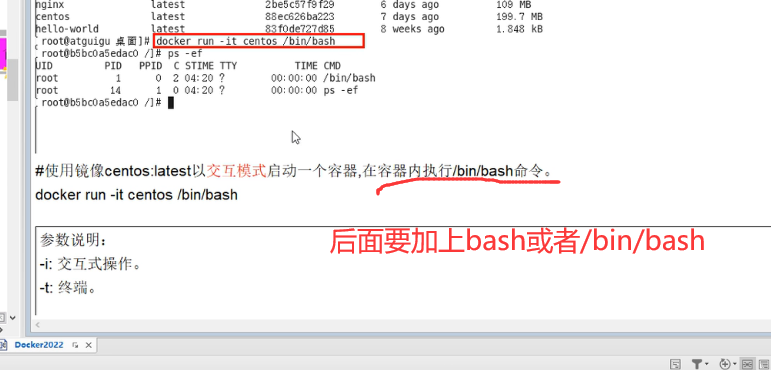 nginx latest 2be5c57f9f29 6 days ago 109 MB
centos latest 88ec626ba223 7 days ago 199.7 MB
hello-world latest 83f0de727d85 8 weeks ago 1.848 kB
root@atguigu 桌面]# docker run -it centos /bin/bash
root@b5bc0a5edac0 /]# ps -ef
UID PID PPID C STIME TTY TIME CMD
root 1 0 2 04:20 ? 00:00:00 /bin/bash
root 14 1 0 04:20 ? 00:00:00 ps -ef
root@b5bc0a5edac0 /]#
#使用镜像centos:latest以交互模式启动一个容器,在容器内执行/bin/bash命令。
docker run -it centos /bin/bash
参数说明：
后面要加上bash或者/bin/bash
-i: 交互式操作。
-t: 终端。
Docker2022